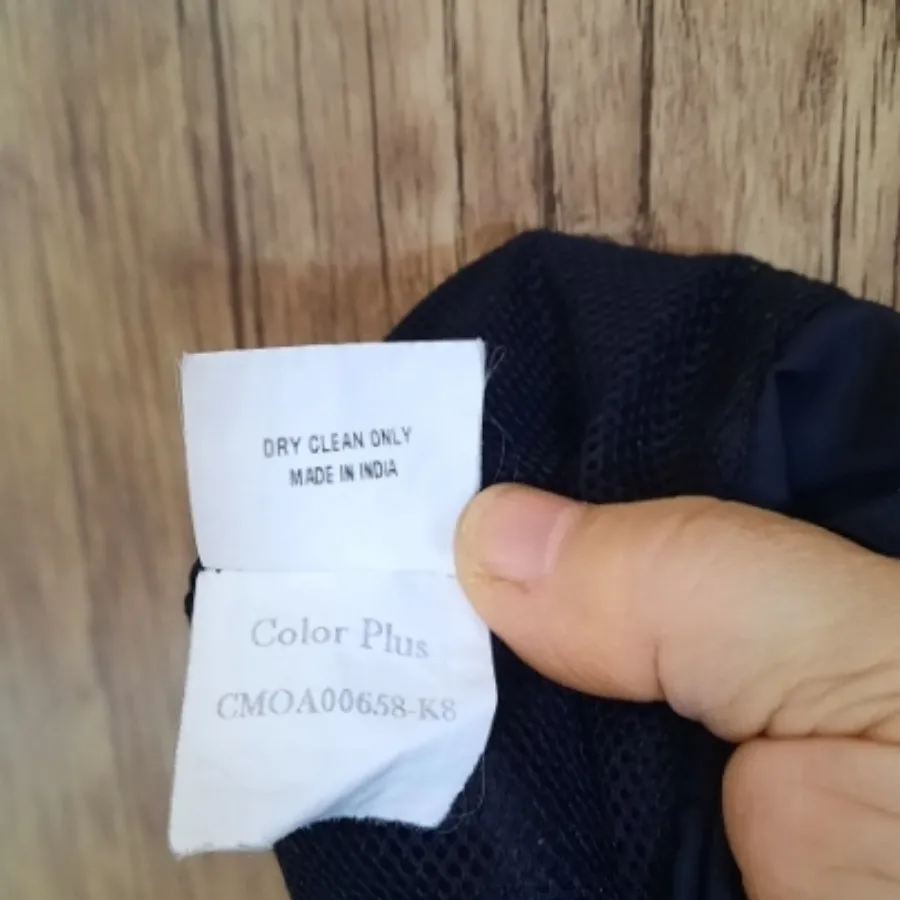 DRY CLEAN ONLY
MADE IN INDIA
Color Plus
CMOA00658-K8